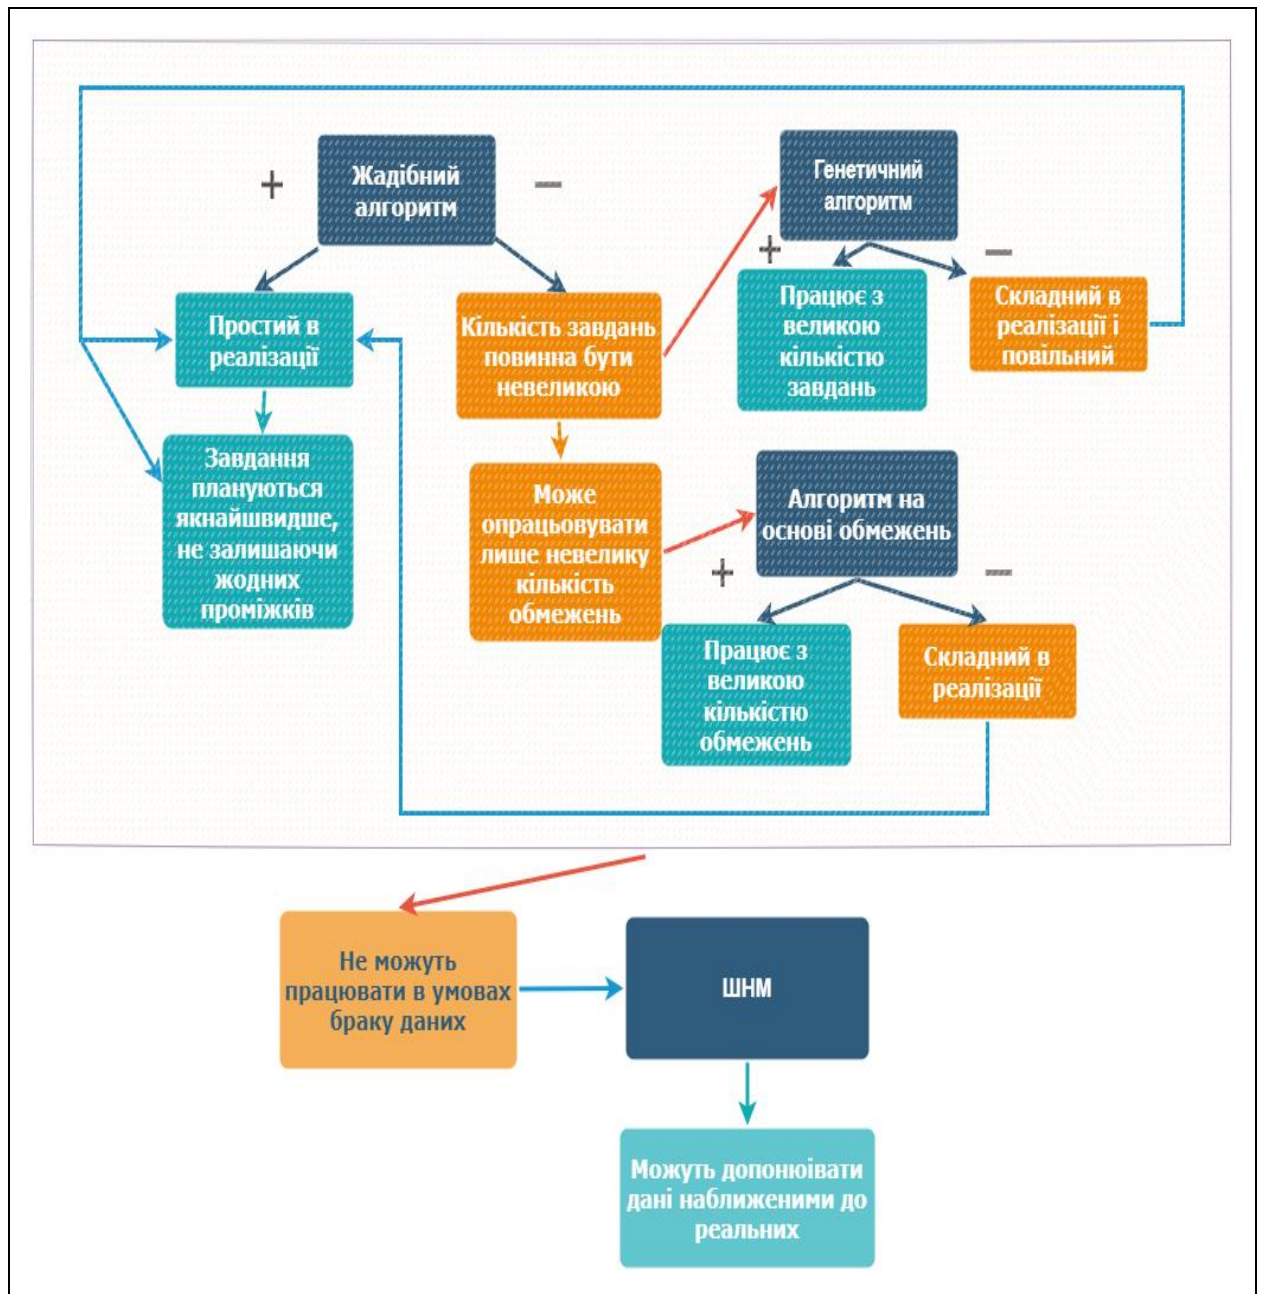 Жадібний
алгоритм
+
—
Генетичний
алгоритм
+
—
Простий в
реалізації
Кількість завдань
повинна бути
невеликою
Працює з
великою
кількістю
завдань
Складний в
реалізації і
повільний
Завдання
плануються
якнайшвидше,
не залишаючи
жодних
проміжків
Може
опрацьовувати
лише невелику
кількість
обмежень
Алгоритм на
основі обмежень
+
—
Працює з
великою
кількістю
обмежень
Складний в
реалізації
Не можуть
працювати в умовах
браку даних
ШНМ
Можуть допонюівати
дані наближеними до
реальних